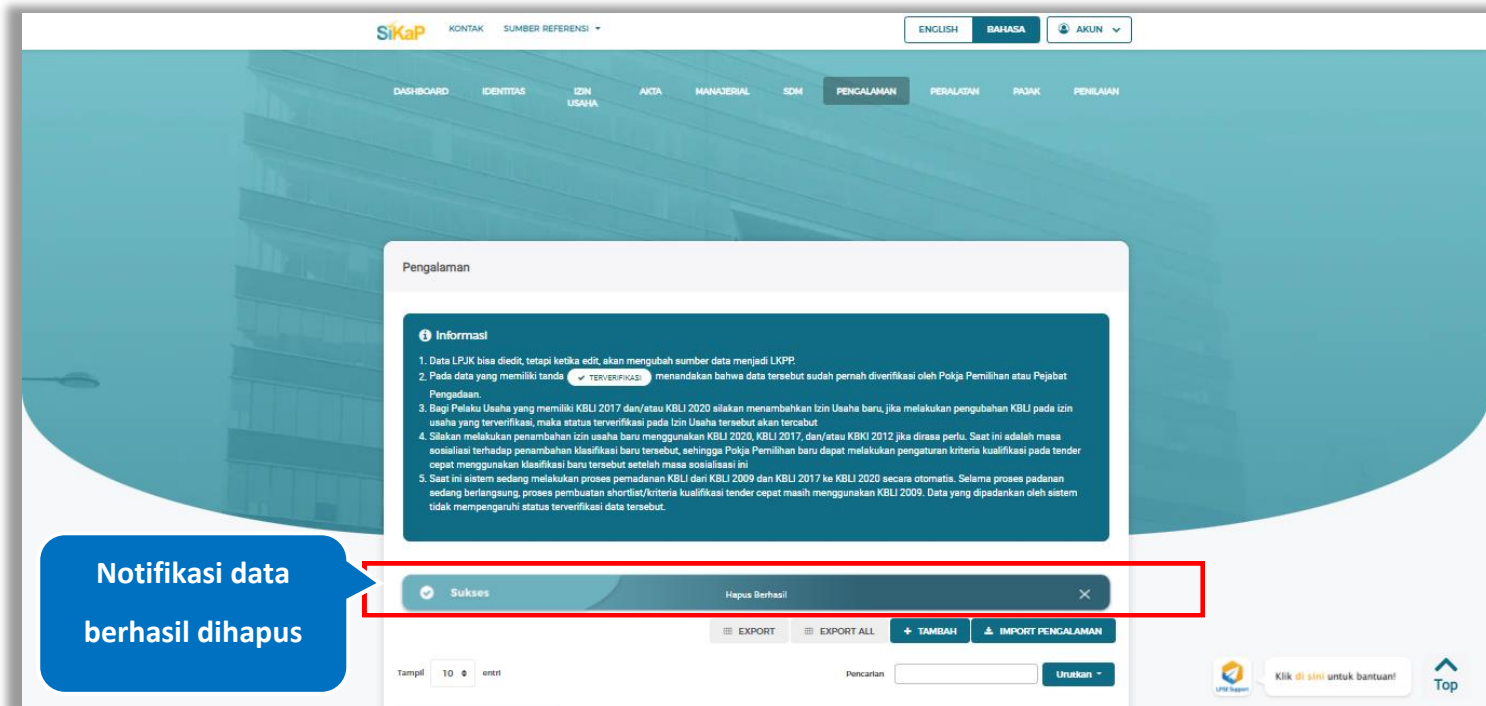 SiKaP KONTAK SUMBER REFERENSI ENGLISH BAHASA AKUN
DASHBOARD IDENTITAS IZIN USAHA AKTA MANAJERIAL SDM PENGALAMAN PERALATAN PAJAK PENILAIAN
Pengalaman
Informasi
1. Data LPJK bisa diedit, tetapi ketika edit, akan mengubah sumber data menjadi LKPP.
2. Pada data yang memiliki tanda TERVERIFIKASI menandakan bahwa data tersebut sudah pernah diverifikasi oleh Pokja Pemilihan atau Pejabat
Pengadaan.
3. Bagi Pelaku Usaha yang memiliki KBLI 2017 dan/atau KBLI 2020 silakan menambahkan Izin Usaha baru, jika melakukan pengubahan KBLI pada izin
usaha yang terverifikasi, maka status terverifikasi pada Izin Usaha tersebut akan tercabut
4. Silakan melakukan penambahan izin usaha baru menggunakan KBLI 2020, KBLI 2017, dan/atau KBKI 2012 jika dirasa perlu. Saat ini adalah masa
sosialiasi terhadap penambahan klasifikasi baru tersebut, sehingga Pokja Pemilihan baru dapat melakukan pengaturan kriteria kualifikasi pada tender
cepat menggunakan klasifikasi baru tersebut setelah masa sosialisasi ini
5. Saat ini sistem sedang melakukan proses pemadanan KBLI dari KBLI 2009 dan KBLI 2017 ke KBLI 2020 secara otomatis. Selama proses padanan
sedang berlangsung, proses pembuatan shortlist/kriteria kualifikasi tender cepat masih menggunakan KBLI 2009. Data yang dipadankan oleh sistem
tidak mempengaruhi status terverifikasi data tersebut.
Notifikasi data
berhasil dihapus
Sukses Hapus Berhasil
EXPORT EXPORT ALL + TAMBAH IMPORT PENGALAMAN
Tampil 10 entri Pencarian Urutkan
LPSE Support Klik di sini untuk bantuan! Top